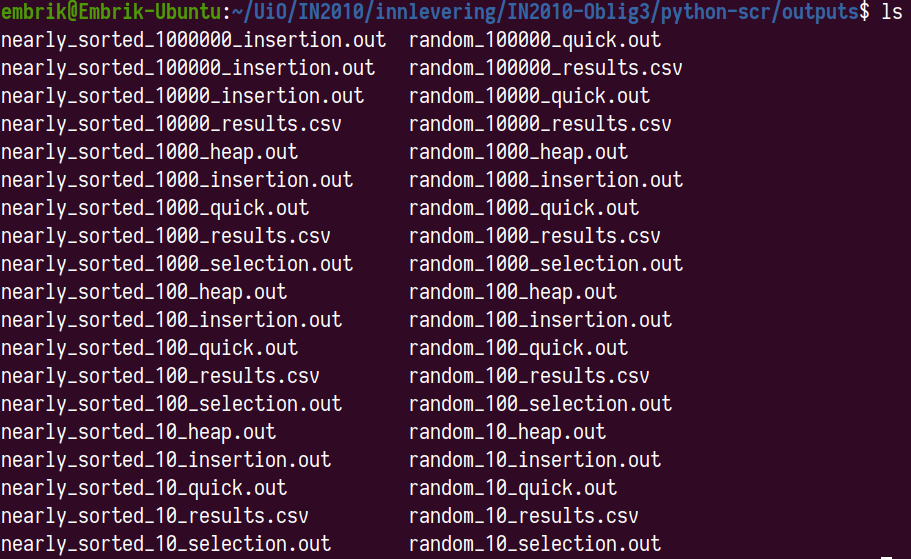 embrik@Embrik-Ubuntu:~/UiO/IN2010/innlevering/IN2010-Oblig3/python-scr/outputs$ ls
nearly_sorted_1000000_insertion.out  random_100000_quick.out
nearly_sorted_100000_insertion.out   random_100000_results.csv
nearly_sorted_10000_insertion.out    random_10000_quick.out
nearly_sorted_10000_results.csv      random_10000_results.csv
nearly_sorted_1000_heap.out          random_1000_heap.out
nearly_sorted_1000_insertion.out     random_1000_insertion.out
nearly_sorted_1000_quick.out         random_1000_quick.out
nearly_sorted_1000_results.csv       random_1000_results.csv
nearly_sorted_1000_selection.out     random_1000_selection.out
nearly_sorted_100_heap.out           random_100_heap.out
nearly_sorted_100_insertion.out      random_100_insertion.out
nearly_sorted_100_quick.out          random_100_quick.out
nearly_sorted_100_results.csv        random_100_results.csv
nearly_sorted_100_selection.out      random_100_selection.out
nearly_sorted_10_heap.out            random_10_heap.out
nearly_sorted_10_insertion.out       random_10_insertion.out
nearly_sorted_10_quick.out           random_10_quick.out
nearly_sorted_10_results.csv         random_10_results.csv
nearly_sorted_10_selection.out       random_10_selection.out